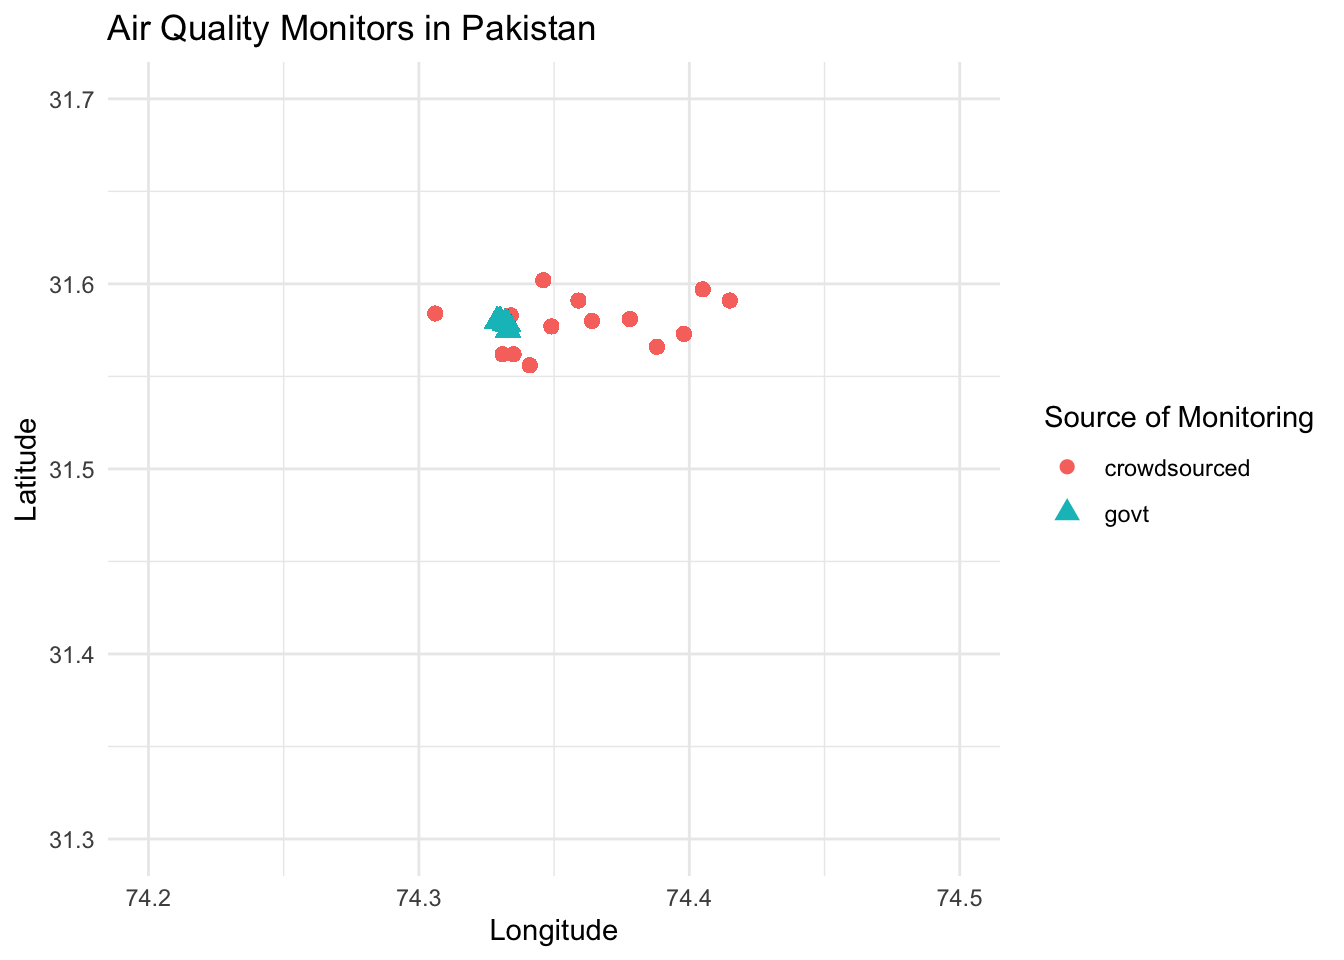 Air Quality Monitors in Pakistan
31.7
31.6
31.5
31.4
31.3
Latitude
74.2 74.3 74.4 74.5
Longitude
Source of Monitoring
crowdsourced
govt